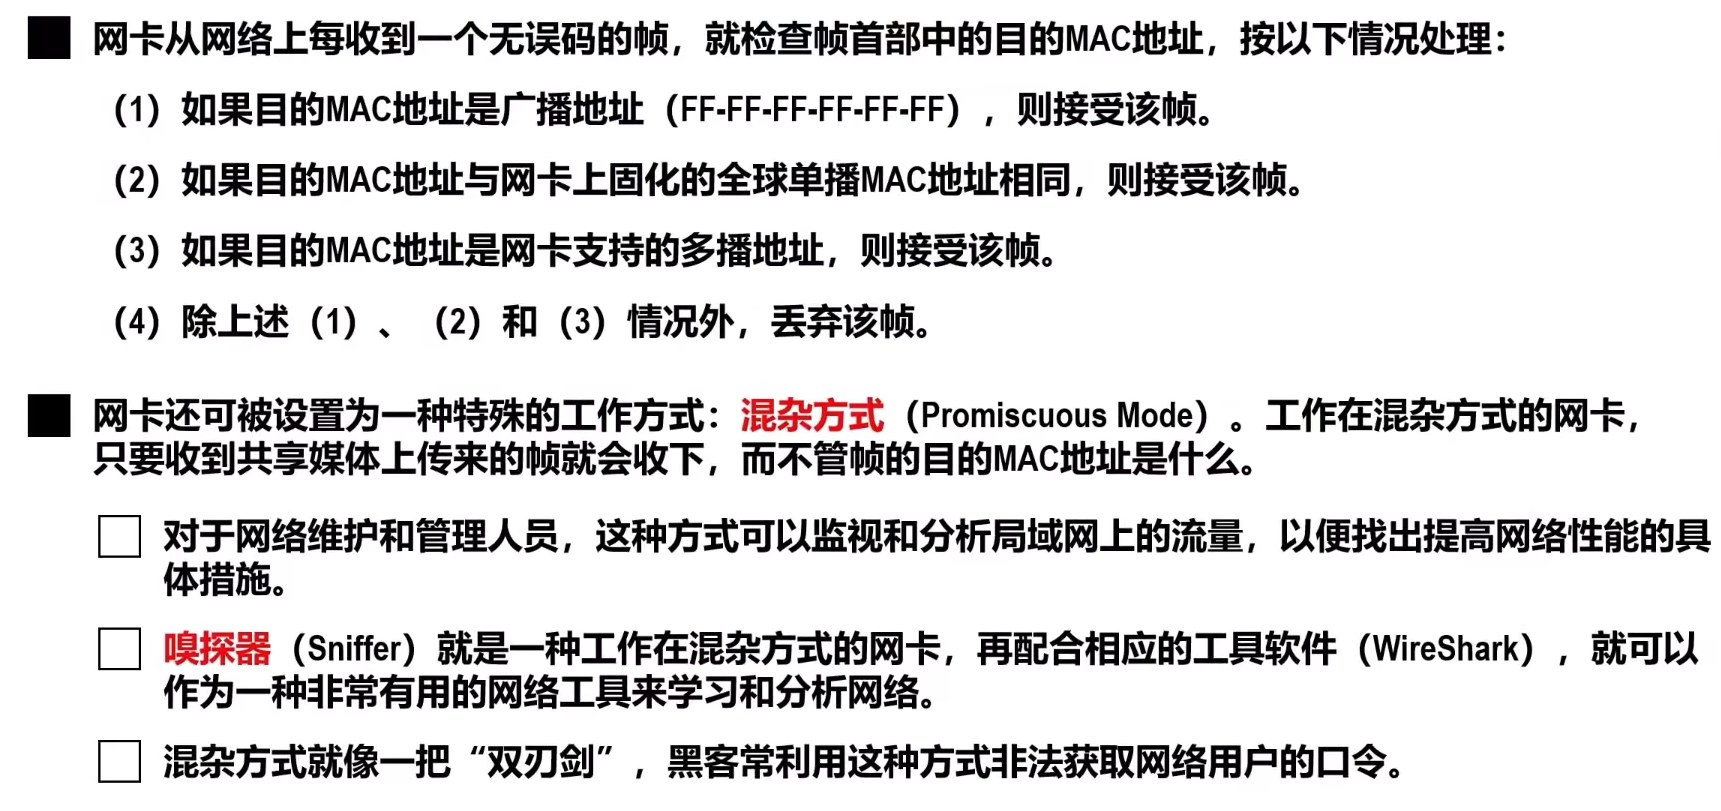 网卡从网络上每收到一个无误码的帧，就检查帧首部中的目的MAC地址，按以下情况处理：
（1）如果目的MAC地址是广播地址（FF-FF-FF-FF-FF-FF），则接受该帧。
（2）如果目的MAC地址与网卡上固化的全球单播MAC地址相同，则接受该帧。
（3）如果目的MAC地址是网卡支持的多播地址，则接受该帧。
（4）除上述（1）、（2）和（3）情况外，丢弃该帧。
网卡还可被设置为一种特殊的工作方式：混杂方式（Promiscuous Mode）。工作在混杂方式的网卡，
只要收到共享媒体上传来的帧就会收下，而不管帧的目的MAC地址是什么。
对于网络维护和管理人员，这种方式可以监视和分析局域网上的流量，以便找出提高网络性能的具
体措施。
嗅探器（Sniffer）就是一种工作在混杂方式的网卡，再配合相应的工具软件（WireShark），就可以
作为一种非常有用的网络工具来学习和分析网络。
混杂方式就像一把“双刃剑”，黑客常利用这种方式非法获取网络用户的口令。